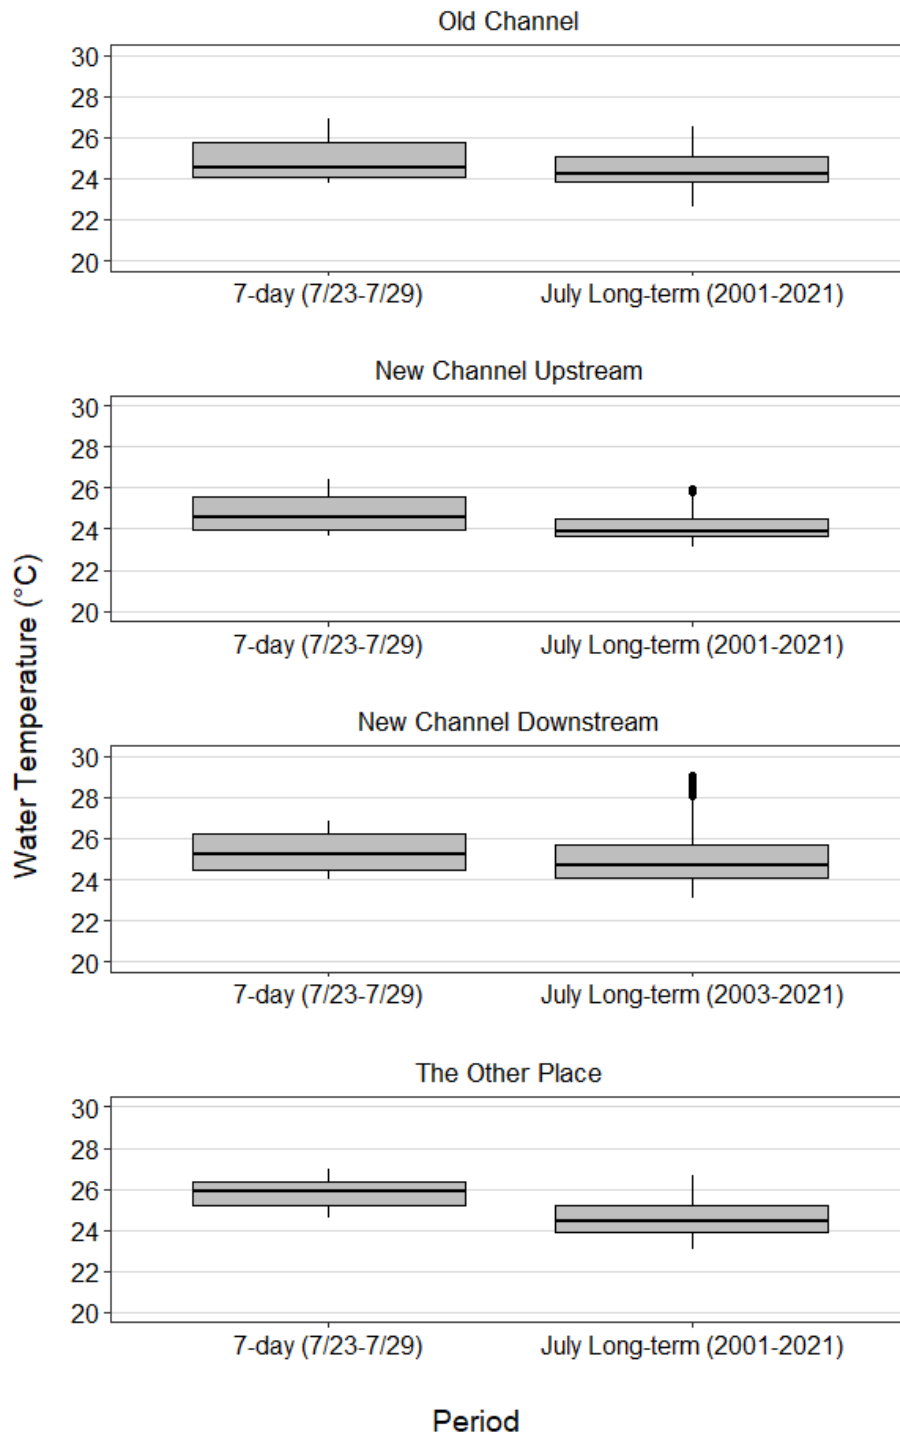 Old Channel
30
28
26
24
22
20
7-day (7/23-7/29) July Long-term (2001-2021)
New Channel Upstream
30
28
26
24
22
20
7-day (7/23-7/29) July Long-term (2001-2021)
Water Temperature (°C)
New Channel Downstream
30
28
26
24
22
20
7-day (7/23-7/29) July Long-term (2003-2021)
The Other Place
30
28
26
24
22
20
7-day (7/23-7/29) July Long-term (2001-2021)
Period